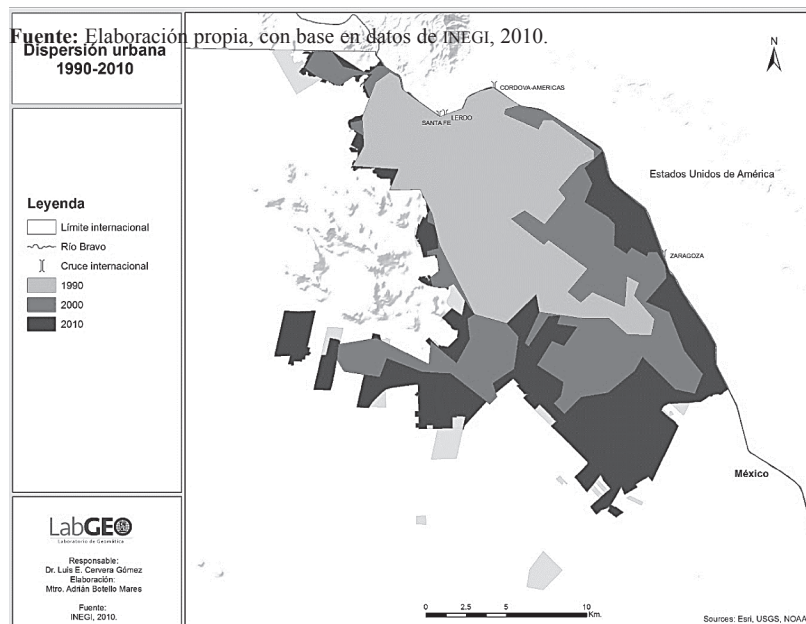 Fuente: Elaboración propia, con base en datos de INEGI, 2010.
Dispersión urbana
1990-2010
Leyenda
Límite internacional
Río Bravo
Cruce internacional
1990
2000
2010
LabGEO
Laboratorio de Geomática
Responsable:
Dr. Luis E. Cervera Gómez
Elaboración:
Mtro. Adrián Botello Mares
Fuente:
INEGI, 2010.
N
CORDOVA-AMERICAS
LERDO
SANTA FE
Estados Unidos de América
ZARAGOZA
México
0 2.5 5 10
Km.
Sources: Esri, USGS, NOAA